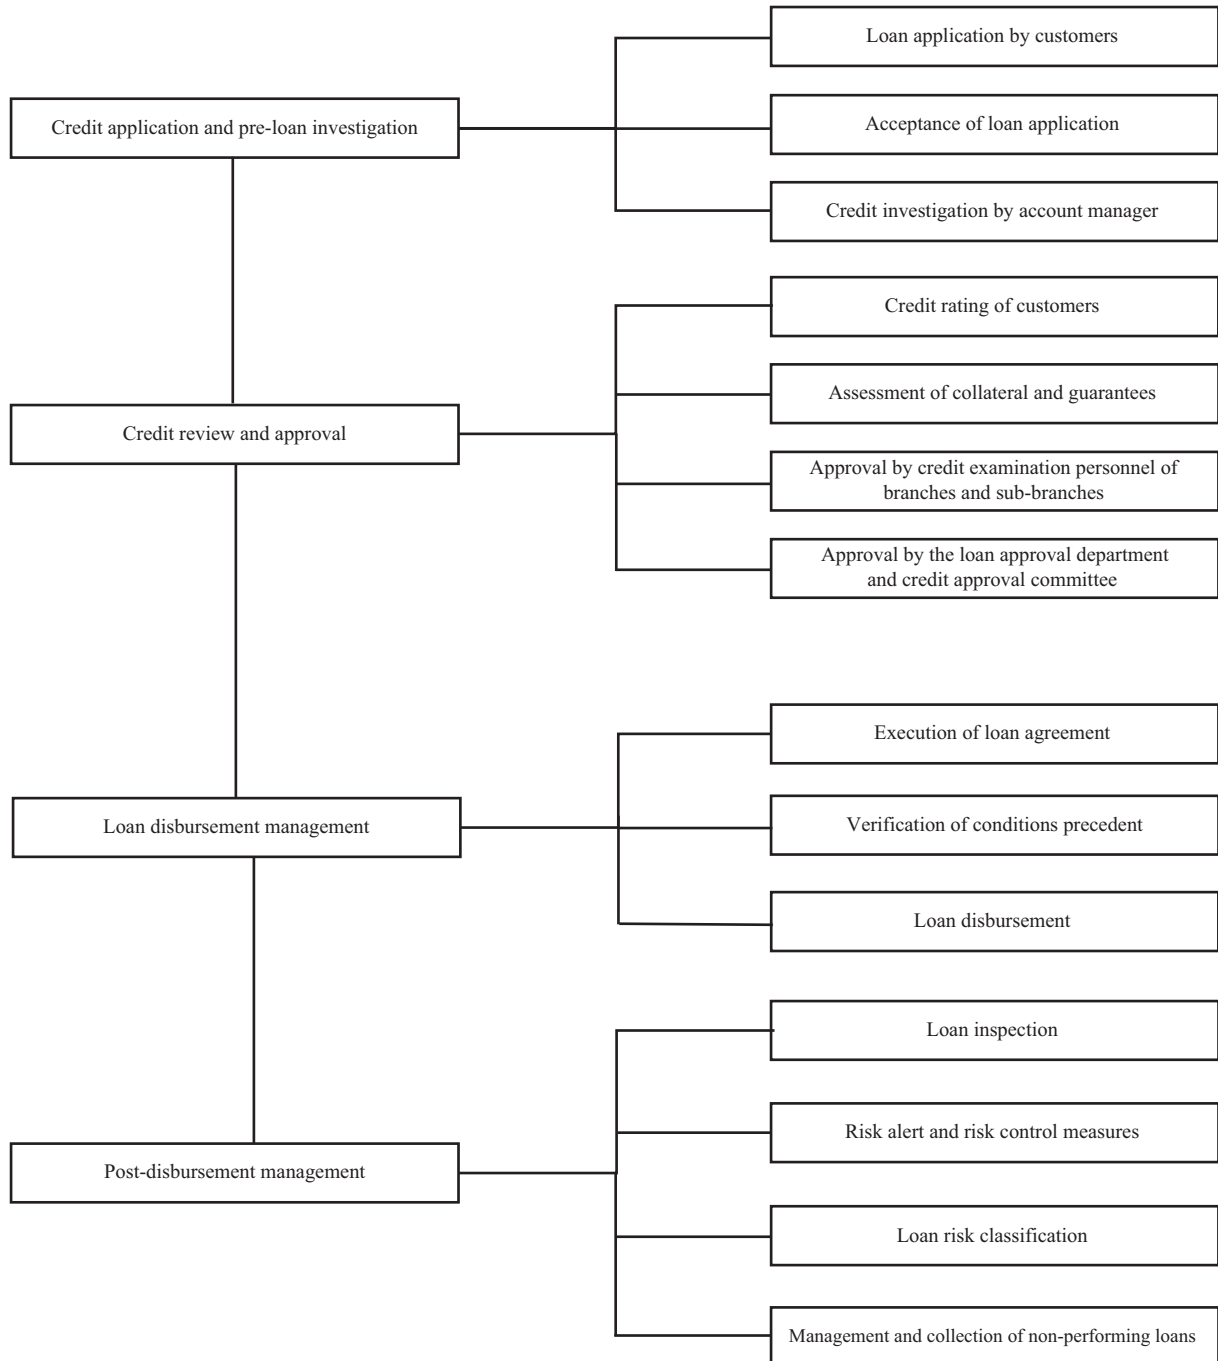 Loan application by customers
Credit application and pre-loan investigation
Acceptance of loan application
Credit investigation by account manager
Credit rating of customers
Assessment of collateral and guarantees
Credit review and approval
Approval by credit examination personnel of
branches and sub-branches
Approval by the loan approval department
and credit approval committee
Execution of loan agreement
Loan disbursement management
Verification of conditions precedent
Loan disbursement
Loan inspection
Risk alert and risk control measures
Post-disbursement management
Loan risk classification
Management and collection of non-performing loans